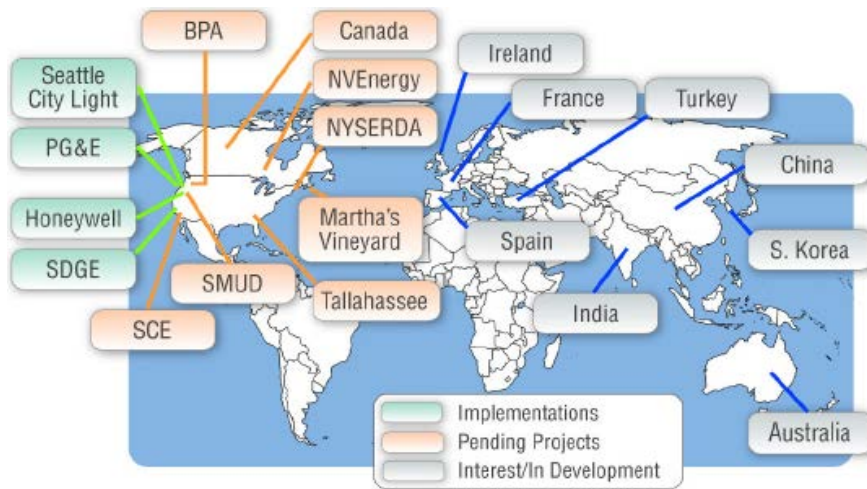 BPA
Canada
Ireland
Seattle
City Light
NVEnergy
France
Turkey
PG&E
NYSERDA
China
Honeywell
Martha's
Vineyard
Spain
S. Korea
SDGE
SMUD
Tallahassee
India
SCE
Implementations
Pending Projects
Interest/In Development
Australia